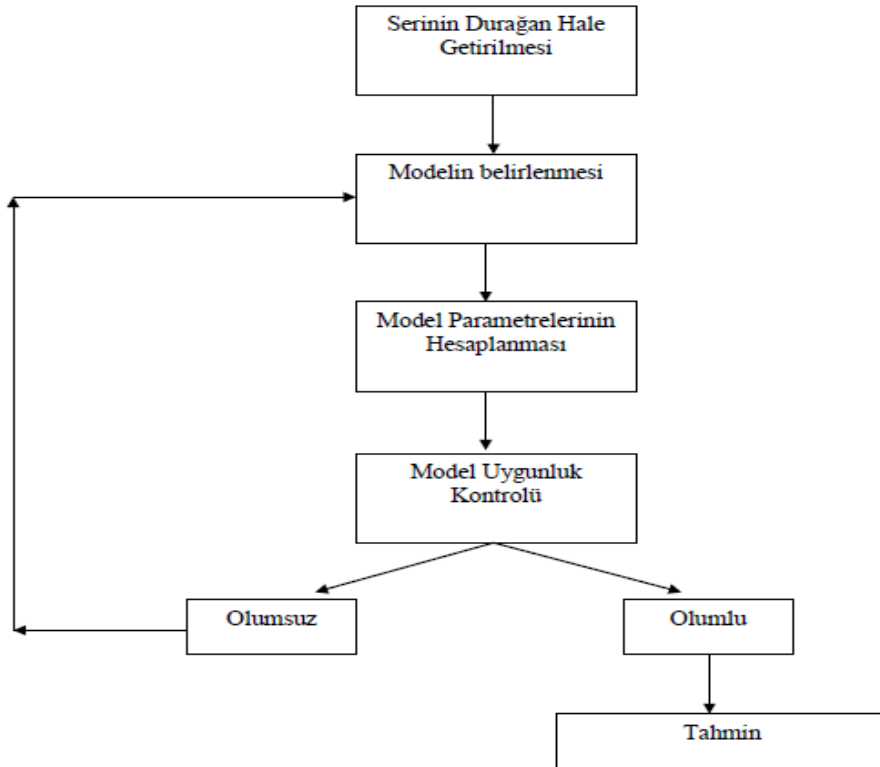 Serinin Durağan Hale
Getirilmesi
Modelin belirlenmesi
Model Parametrelerinin
Hesaplanması
Model Uygunluk
Kontrolü
Olumsuz
Olumlu
Tahmin